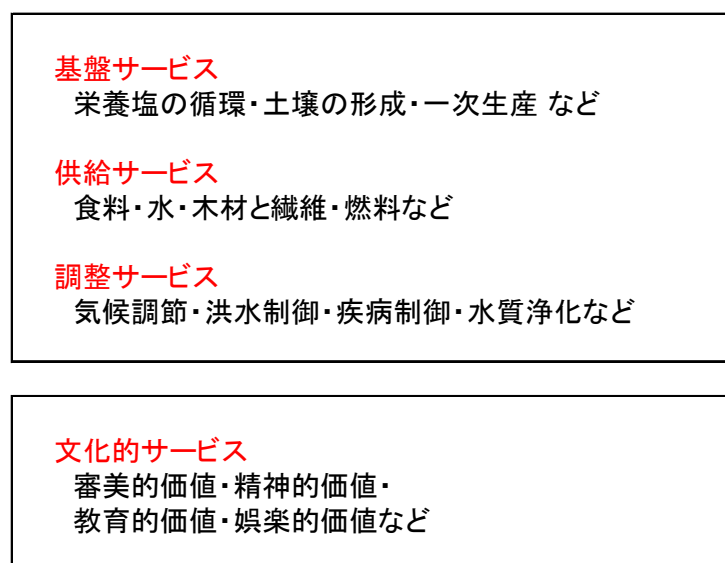 基盤サービス
栄養塩の循環・土壌の形成・一次生産 など
供給サービス
食料・水・木材と繊維・燃料など
調整サービス
気候調節・洪水制御・疾病制御・水質浄化など
文化的サービス
審美的価値・精神的価値・
教育的価値・娯楽的価値など